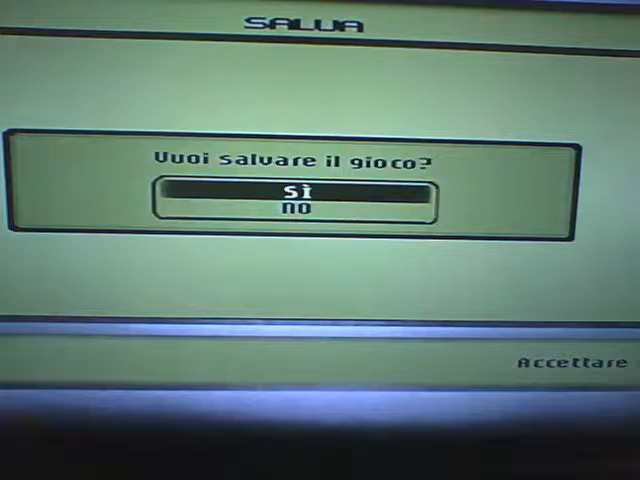 SALVA
Vuoi salvare il gioco?
Sì
no
Accettare